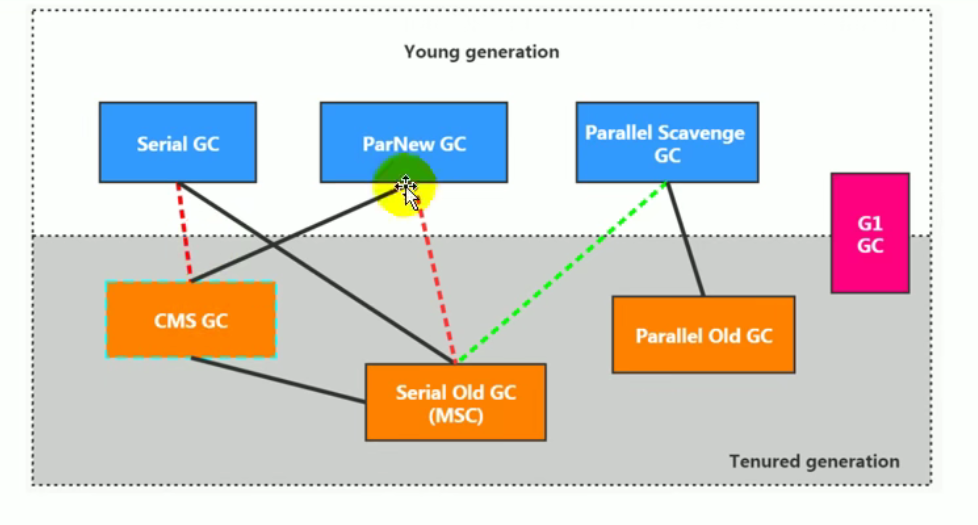 Young generation
Serial GC
ParNew GC
Parallel Scavenge
GC
G1
GC
CMS GC
Parallel Old GC
Serial Old GC
(MSC)
Tenured generation